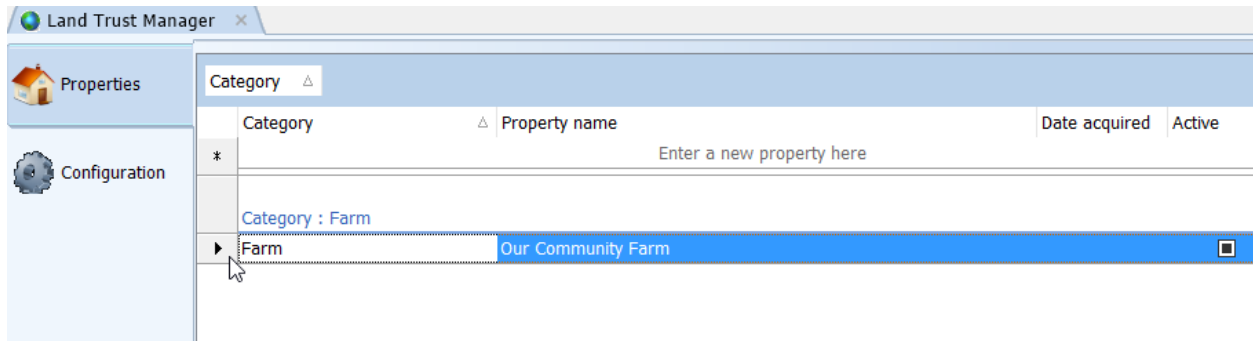 Land Trust Manager
Properties
Configuration
Category
Category Property name Date acquired Active
* Enter a new property here
Category : Farm
Farm Our Community Farm